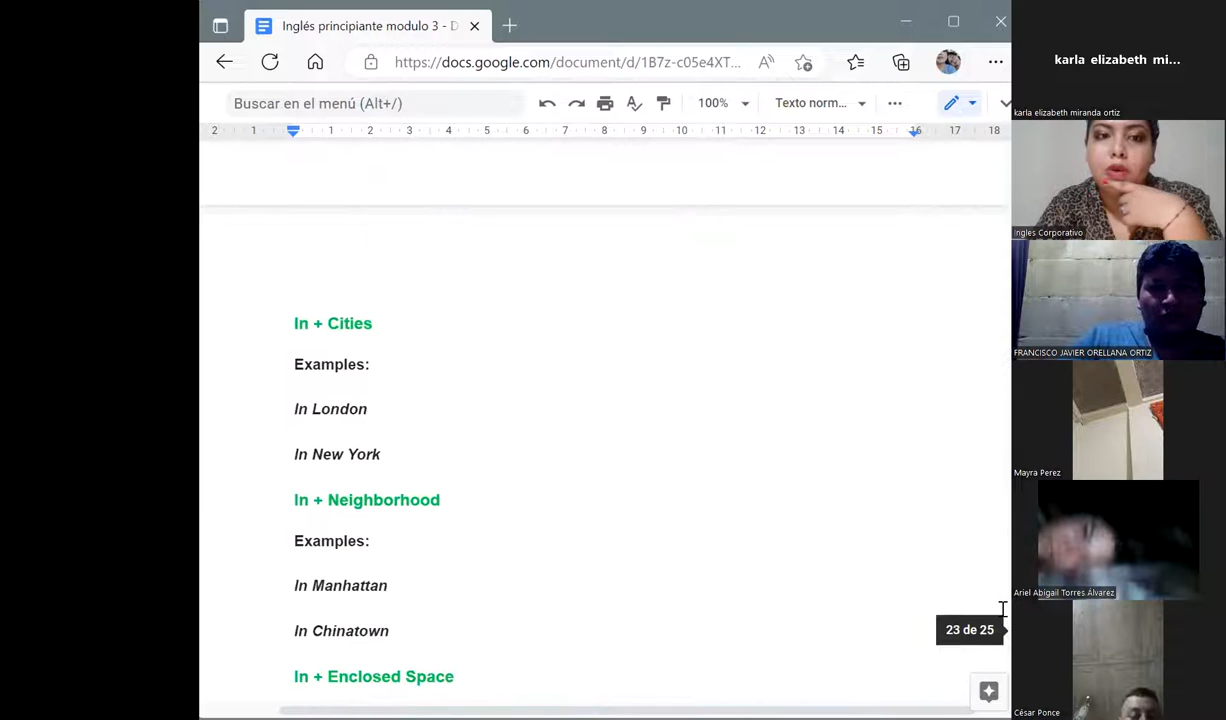 Inglés principiante modulo 3 - D
https://docs.google.com/document/d/1B7z-c05e4XT...
Buscar en el menú (Alt+/)
100%
Texto norm...
2 1 1 2 3 4 5 6 7 8 9 10 11 12 13 14 15 16 17 18
In + Cities
Examples:
In London
In New York
In + Neighborhood
Examples:
In Manhattan
In Chinatown
In + Enclosed Space
23 de 25
karla elizabeth mi...
karla elizabeth miranda ortiz
Ingles Corporativo
FRANCISCO JAVIER ORELLANA ORTIZ
Mayra Perez
Ariel Abigail Torres Álvarez
César Ponce